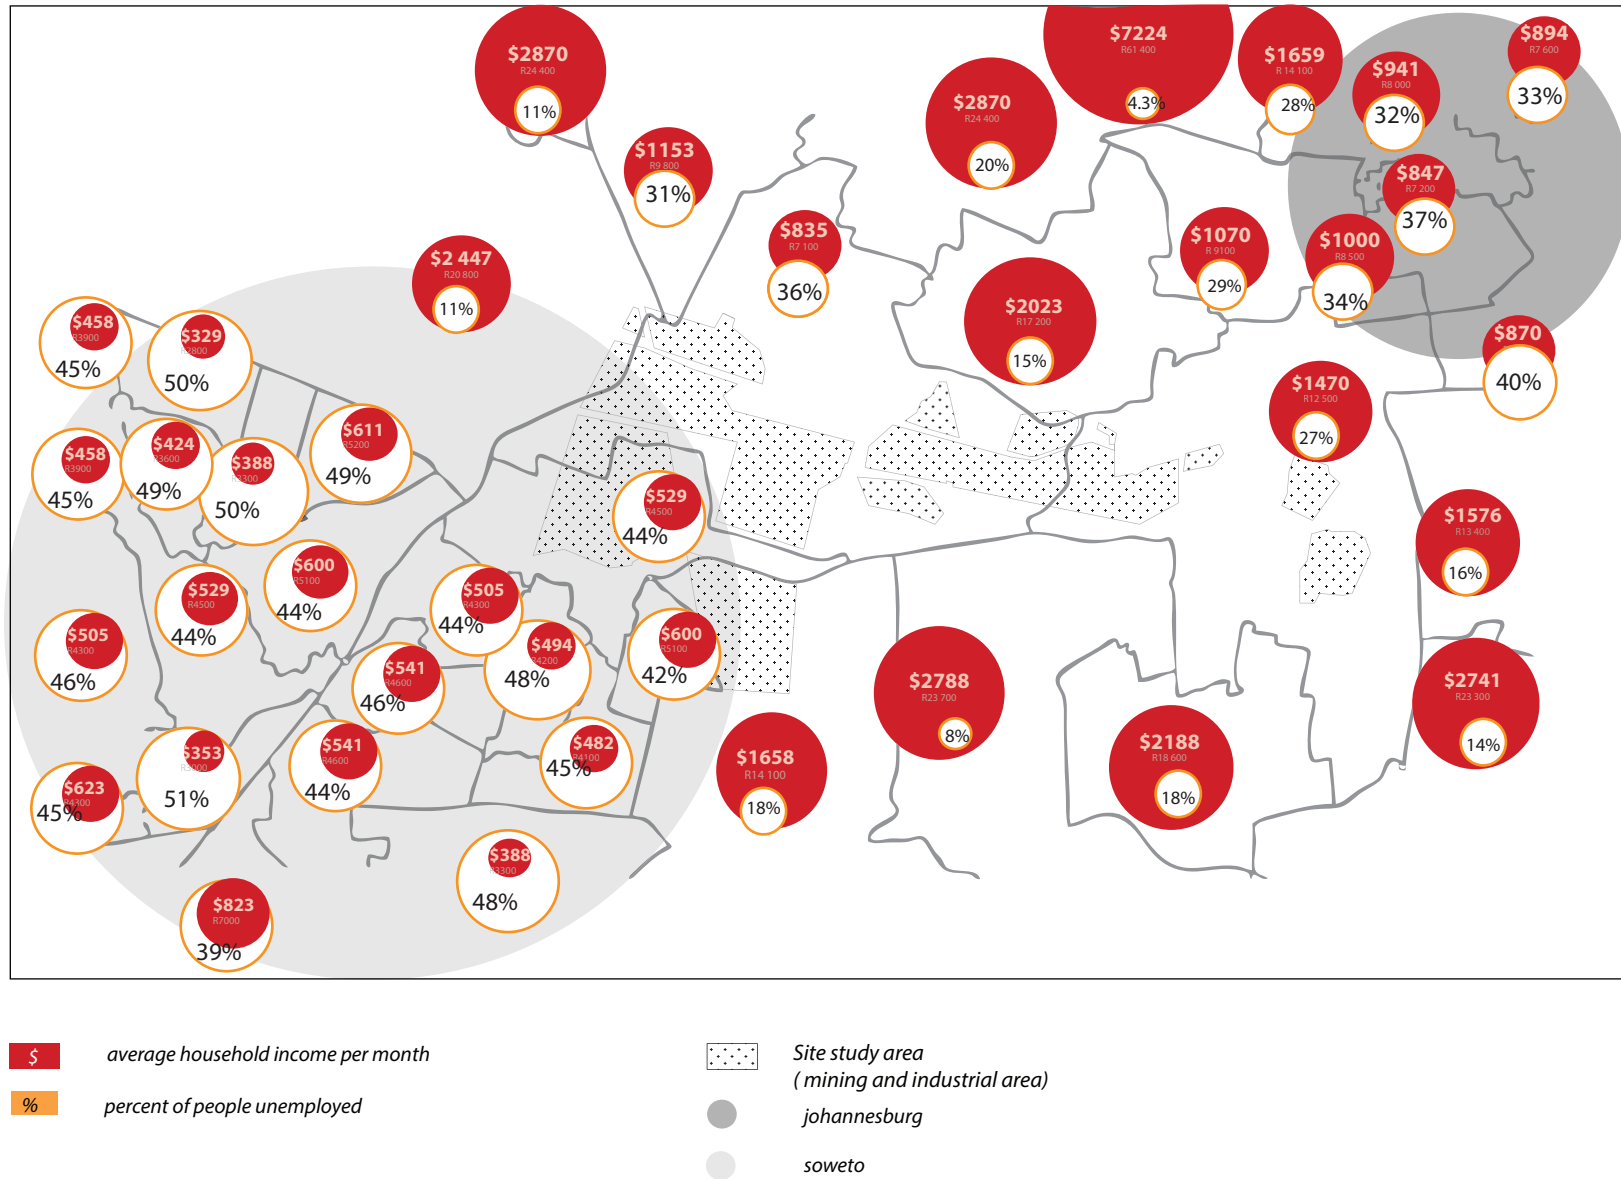 $2870
R24 400
11%
$7224
R61 400
4.3%
$1659
R 14 100
28%
$894
R7 600
33%
$941
R8 000
32%
$2870
R24 400
20%
$1153
R9 800
31%
$847
R7 200
37%
$835
R7 100
36%
$1070
R 9100
29%
$1000
R8 500
34%
$2 447
R20 800
11%
$2023
R17 200
15%
$870
40%
$458
R3900
45%
$329
R2800
50%
$1470
R12 500
27%
$611
R5200
49%
$458
R3900
45%
$424
R3600
49%
$388
R3300
50%
$529
R4500
44%
$1576
R13 400
16%
$600
R5100
44%
$529
R4500
44%
$505
R4300
44%
$505
R4300
46%
$494
R4200
48%
$600
R5100
42%
$541
R4600
46%
$2788
R23 700
8%
$2741
R23 300
14%
$353
51%
$541
R4600
44%
$482
R4100
45%
$1658
R14 100
18%
$2188
R18 600
18%
$623
R4300
45%
$388
R3300
48%
$823
R7000
39%
$ average household income per month
% percent of people unemployed
Site study area
( mining and industrial area)
johannesburg
soweto